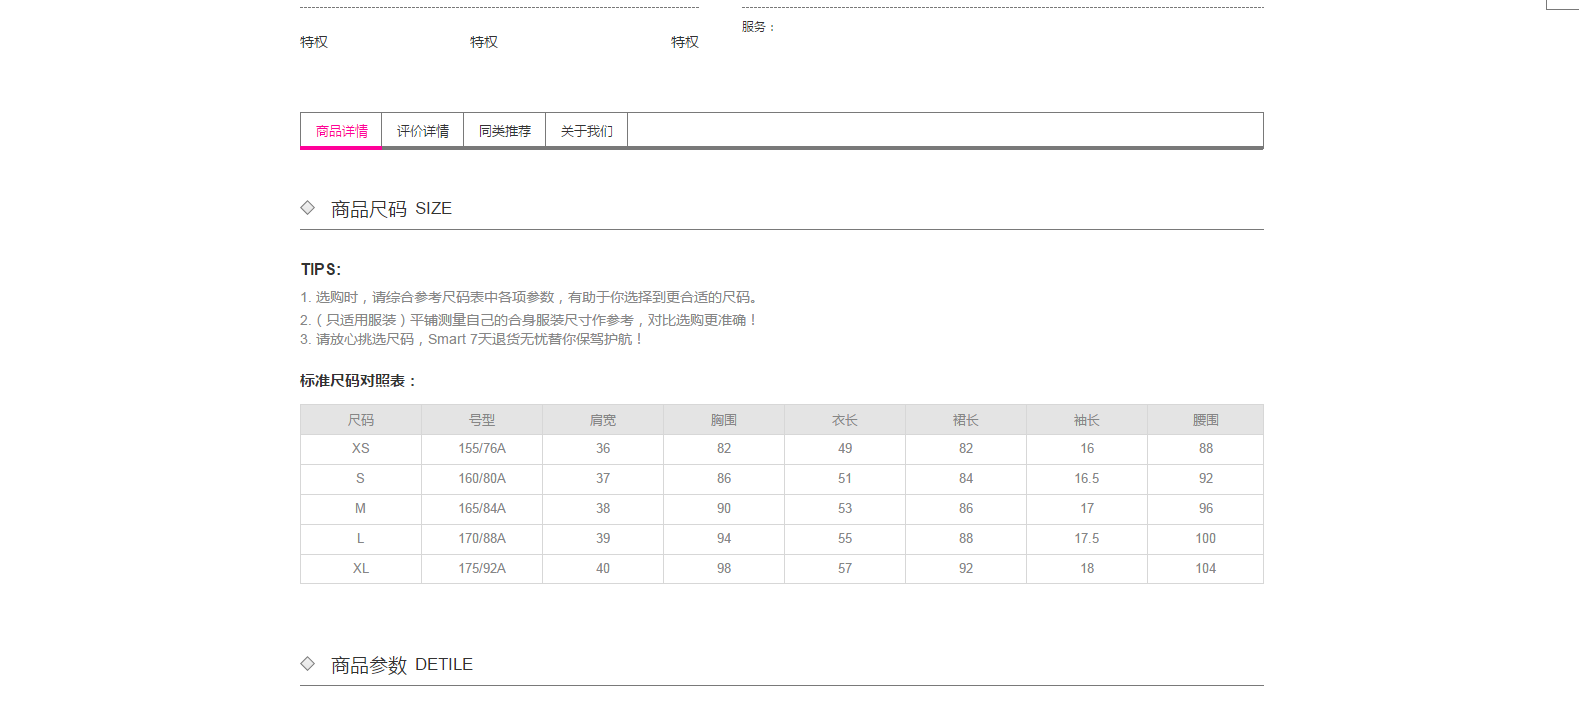 服务：
特权 特权 特权
商品详情 评价详情 同类推荐 关于我们
商品尺码 SIZE
TIPS:
1. 选购时，请综合参考尺码表中各项参数，有助于你选择到更合适的尺码。
2.（只适用服装）平铺测量自己的合身服装尺寸作参考，对比选购更准确！
3. 请放心挑选尺码，Smart 7天退货无忧替你保驾护航！
标准尺码对照表：
尺码 号型 肩宽 胸围 衣长 裙长 袖长 腰围
XS 155/76A 36 82 49 82 16 88
S 160/80A 37 86 51 84 16.5 92
M 165/84A 38 90 53 86 17 96
L 170/88A 39 94 55 88 17.5 100
XL 175/92A 40 98 57 92 18 104
商品参数 DETILE